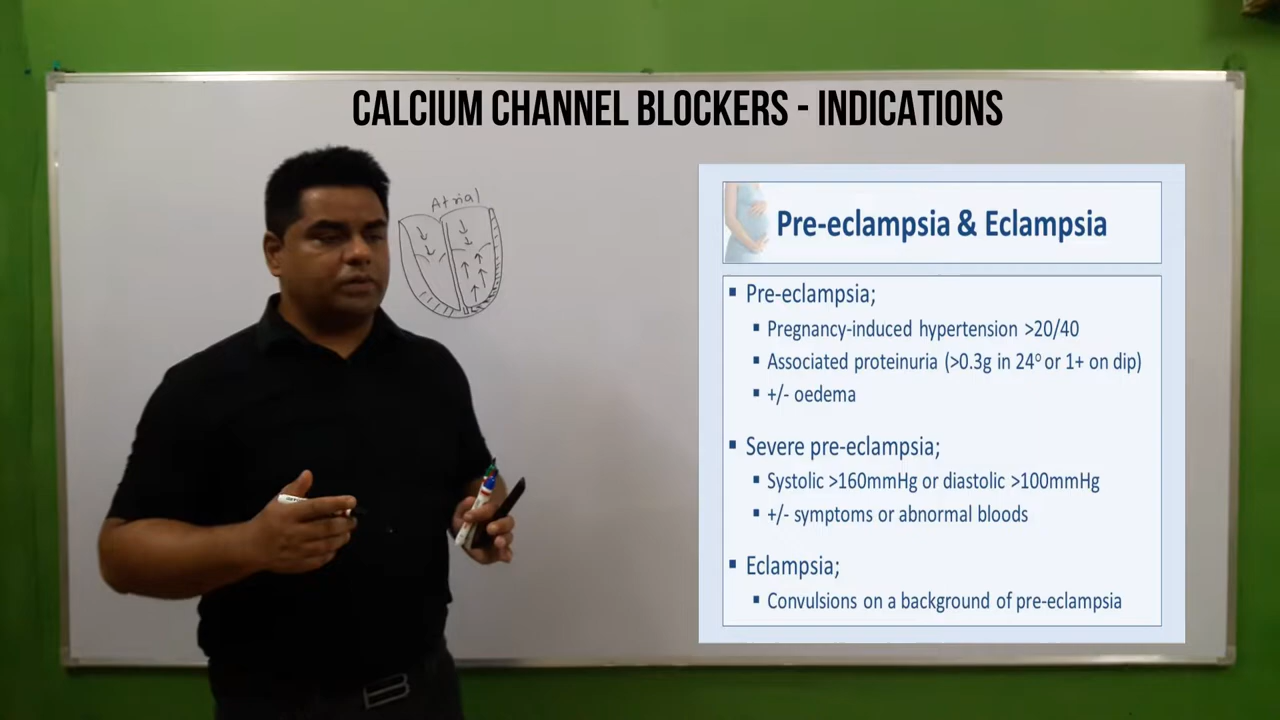 CALCIUM CHANNEL BLOCKERS - INDICATIONS
Atrial
Pre-eclampsia & Eclampsia
▪ Pre-eclampsia;
▪ Pregnancy-induced hypertension >20/40
▪ Associated proteinuria (>0.3g in 24º or 1+ on dip)
▪ +/- oedema
▪ Severe pre-eclampsia;
▪ Systolic >160mmHg or diastolic >100mmHg
▪ +/- symptoms or abnormal bloods
▪ Eclampsia;
▪ Convulsions on a background of pre-eclampsia